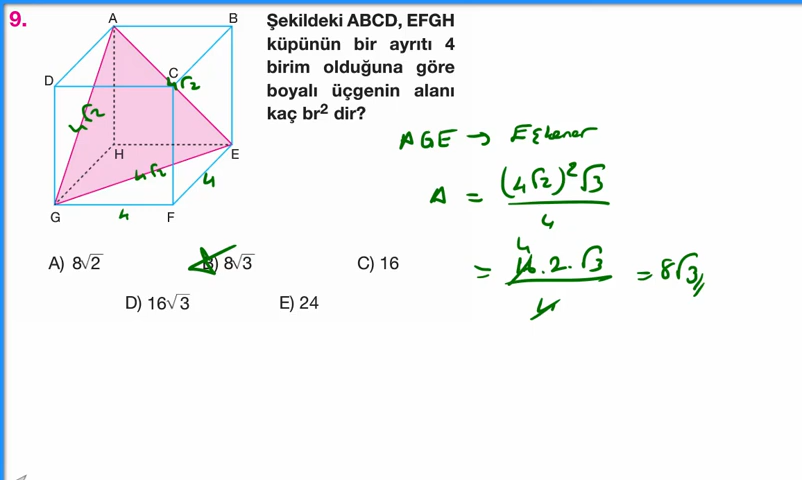 9.
A
B
Şekildeki ABCD, EFGH
küpünün bir ayrıtı 4
birim olduğuna göre
boyalı üçgenin alanı
kaç br² dir?
D
C
4√2
4√2
H
E
4√2
4
G
4
F
AGE → Eşkenar
A = (4√2)²√3 / 4
= 16.2.√3 / 4 = 8√3
4
A) 8√2
B) 8√3
C) 16
D) 16√3
E) 24